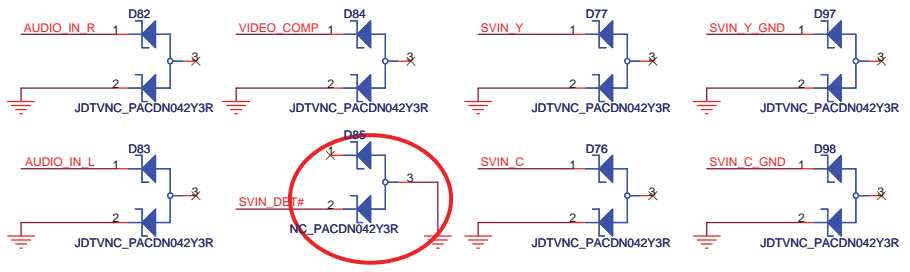 D82
AUDIO_IN_R 1
3
2
JDTVNC_PACDN042Y3R
D84
VIDEO_COMP 1
3
2
JDTVNC_PACDN042Y3R
D77
SVIN_Y 1
3
2
JDTVNC_PACDN042Y3R
D97
SVIN_Y_GND 1
3
2
JDTVNC_PACDN042Y3R
D83
AUDIO_IN_L 1
3
2
JDTVNC_PACDN042Y3R
D85
1
3
SVIN_DET# 2
NC_PACDN042Y3R
D76
SVIN_C 1
3
2
JDTVNC_PACDN042Y3R
D98
SVIN_C_GND 1
3
2
JDTVNC_PACDN042Y3R